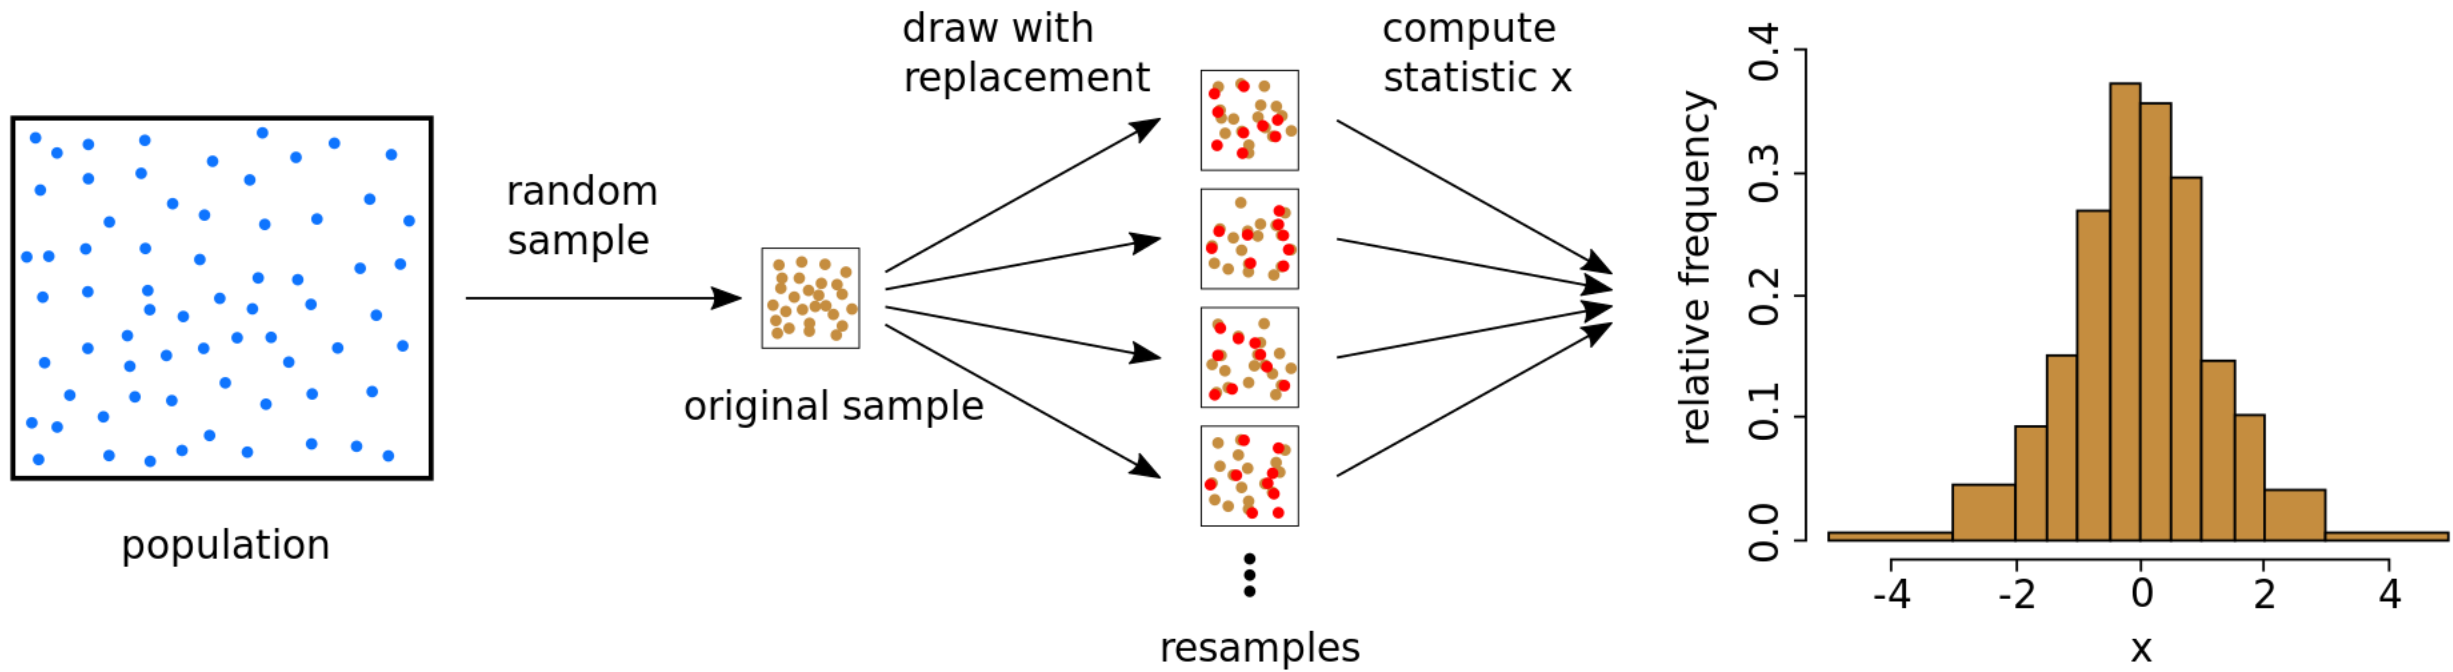 population
random
sample
original sample
draw with
replacement
resamples
compute
statistic x
relative frequency
0.4
0.3
0.2
0.1
0.0
-4
-2
0
2
4
x